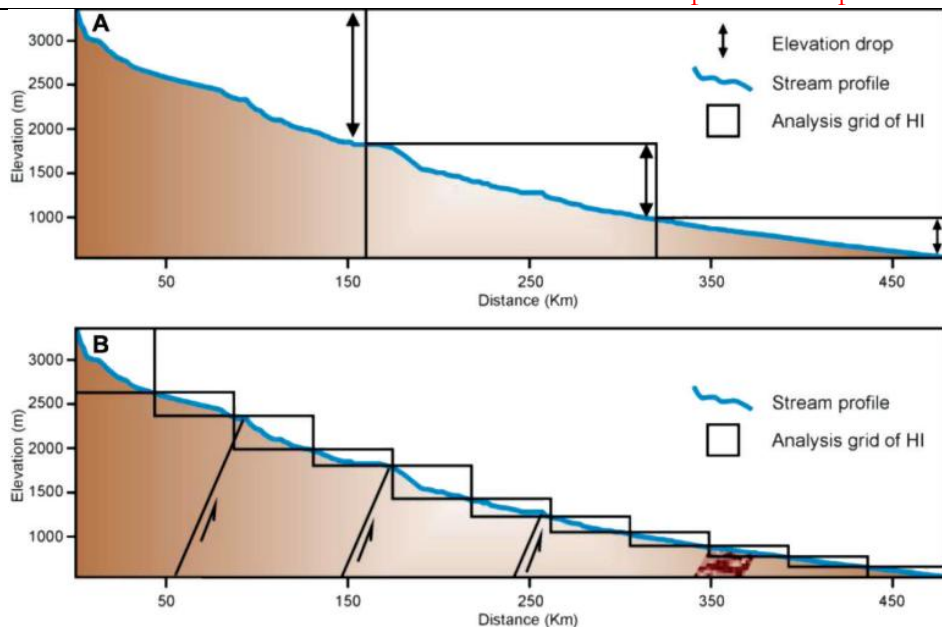 A
Elevation drop
Stream profile
Analysis grid of HI
Elevation (m)
3000
2500
2000
1500
1000
50 150 250 350 450
Distance (Km)
B
Stream profile
Analysis grid of HI
Elevation (m)
3000
2500
2000
1500
1000
50 150 250 350 450
Distance (Km)